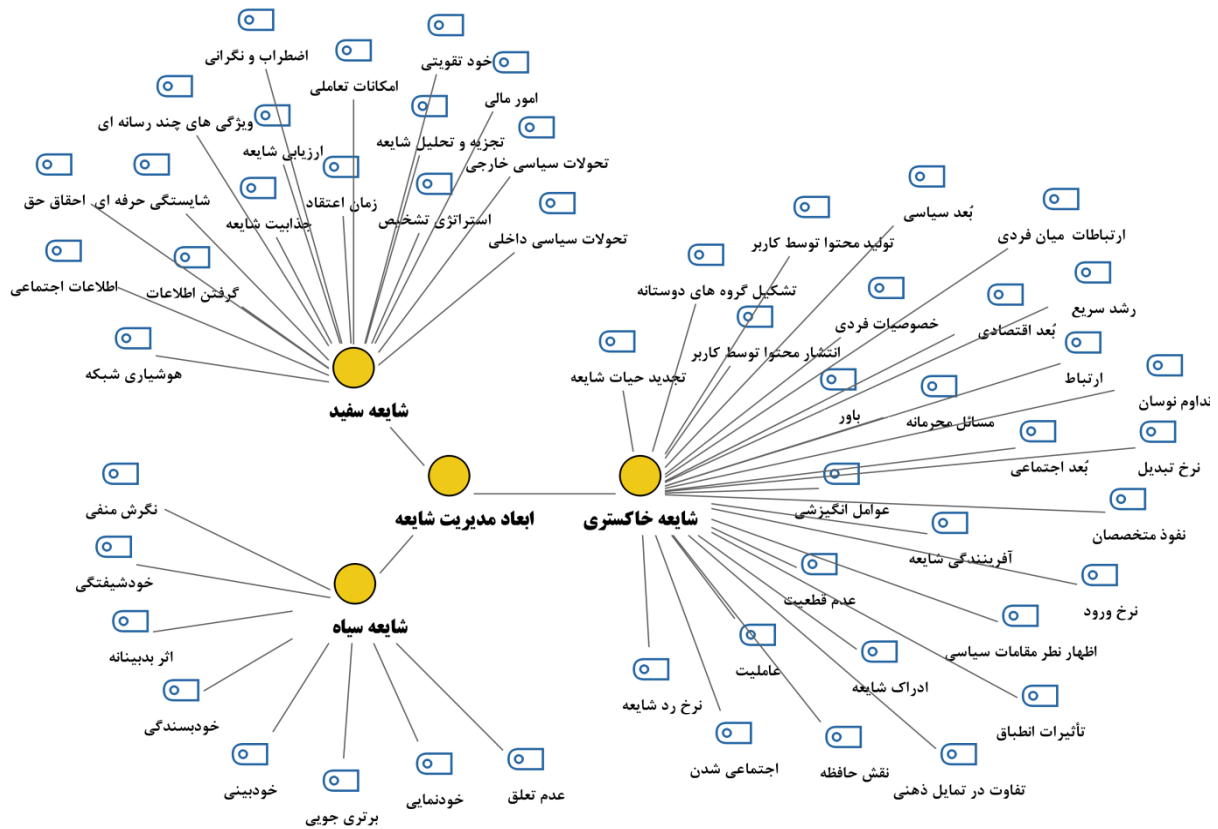 اضطراب و نگرانی
امکانات تعاملی
خود تقویتی
امور مالی
ویژگی های چند رسانه ای
ارزیابی شایعه
تجزیه و تحلیل شایعه
تحولات سیاسی خارجی
احقاق حق
شایستگی حرفه ای
جذابیت شایعه
زمان اعتقاد
استراتژی تشخیص
تحولات سیاسی داخلی
اطلاعات اجتماعی
گرفتن اطلاعات
هوشیاری شبکه
شایعه سفید
ابعاد مدیریت شایعه
شایعه خاکستری
بُعد سیاسی
ارتباطات میان فردی
تولید محتوا توسط کاربر
تشکیل گروه های دوستانه
رشد سریع
خصوصیات فردی
بُعد اقتصادی
انتشار محتوا توسط کاربر
تجدید حیات شایعه
ارتباط
تداوم نوسان
باور
مسائل محرمانه
بُعد اجتماعی
نرخ تبدیل
عوامل انگیزشی
نفوذ متخصصان
آفرینندگی شایعه
عدم قطعیت
نرخ ورود
اظهار نطر مقامات سیاسی
عاملیت
ادراک شایعه
نرخ رد شایعه
تأثیرات انطباق
اجتماعی شدن
نقش حافظه
تفاوت در تمایل ذهنی
شایعه سیاه
نگرش منفی
خودشیفتگی
اثر بدبینانه
خودبسندگی
خودبینی
برتری جویی
خودنمایی
عدم تعلق